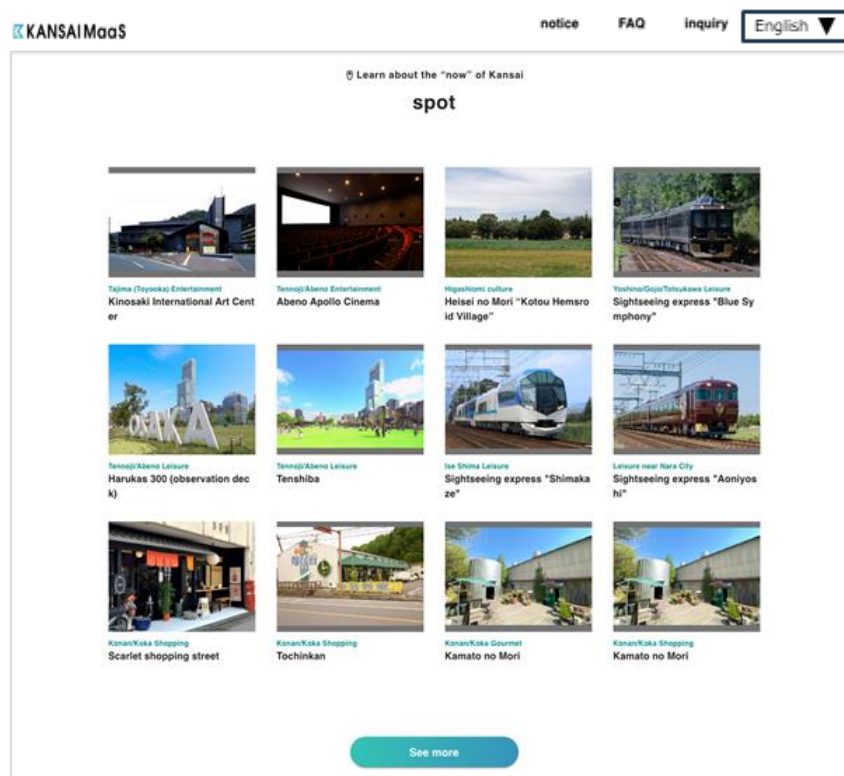 KANSAI MaaS
notice FAQ inquiry English ▼
Learn about the “now” of Kansai
spot
Tajima (Toyooka) Entertainment
Kinosaki International Art Cent
er
Tennoji/Abeno Entertainment
Abeno Apollo Cinema
Higashiomi culture
Heisei no Mori “Kotou Hemsro
id Village”
Yoshino/Gojo/Totsukawa Leisure
Sightseeing express "Blue Sy
mphony"
OSAKA
Tennoji/Abeno Leisure
Harukas 300 (observation dec
k)
Tennoji/Abeno Leisure
Tenshiba
Ise Shima Leisure
Sightseeing express "Shimaka
ze"
Leisure near Nara City
Sightseeing express "Aoniyos
hi"
Konan/Koka Shopping
Scarlet shopping street
Konan/Koka Shopping
Tochinkan
Konan/Koka Gourmet
Kamato no Mori
Konan/Koka Shopping
Kamato no Mori
See more